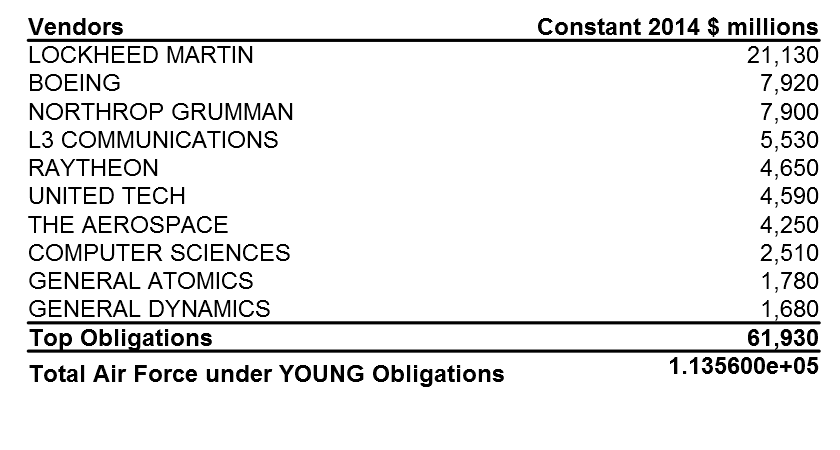 Vendors Constant 2014 $ millions
LOCKHEED MARTIN 21,130
BOEING 7,920
NORTHROP GRUMMAN 7,900
L3 COMMUNICATIONS 5,530
RAYTHEON 4,650
UNITED TECH 4,590
THE AEROSPACE 4,250
COMPUTER SCIENCES 2,510
GENERAL ATOMICS 1,780
GENERAL DYNAMICS 1,680
Top Obligations 61,930
Total Air Force under YOUNG Obligations 1.135600e+05